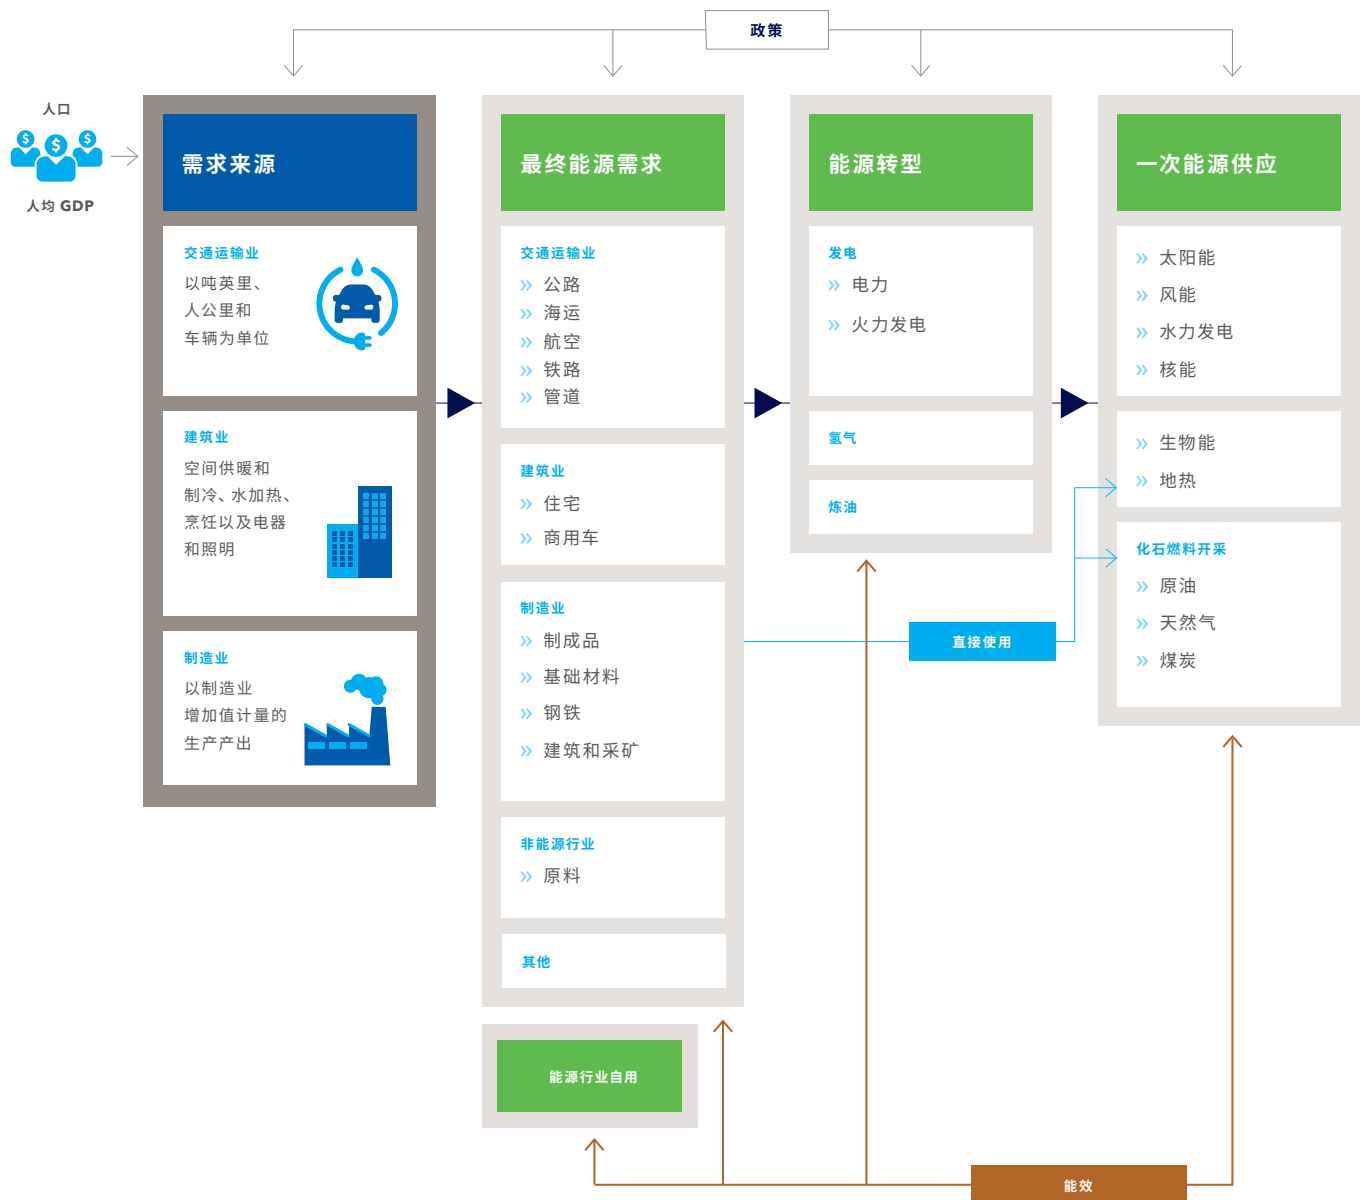 政策
人口
人均 GDP
需求来源
交通运输业
以吨英里、
人公里和
车辆为单位
建筑业
空间供暖和
制冷、水加热、
烹饪以及电器
和照明
制造业
以制造业
增加值计量的
生产产出
最终能源需求
交通运输业
» 公路
» 海运
» 航空
» 铁路
» 管道
建筑业
» 住宅
» 商用车
制造业
» 制成品
» 基础材料
» 钢铁
» 建筑和采矿
非能源行业
» 原料
其他
能源行业自用
能源转型
发电
» 电力
» 火力发电
氢气
炼油
直接使用
一次能源供应
» 太阳能
» 风能
» 水力发电
» 核能
» 生物能
» 地热
化石燃料开采
» 原油
» 天然气
» 煤炭
能效